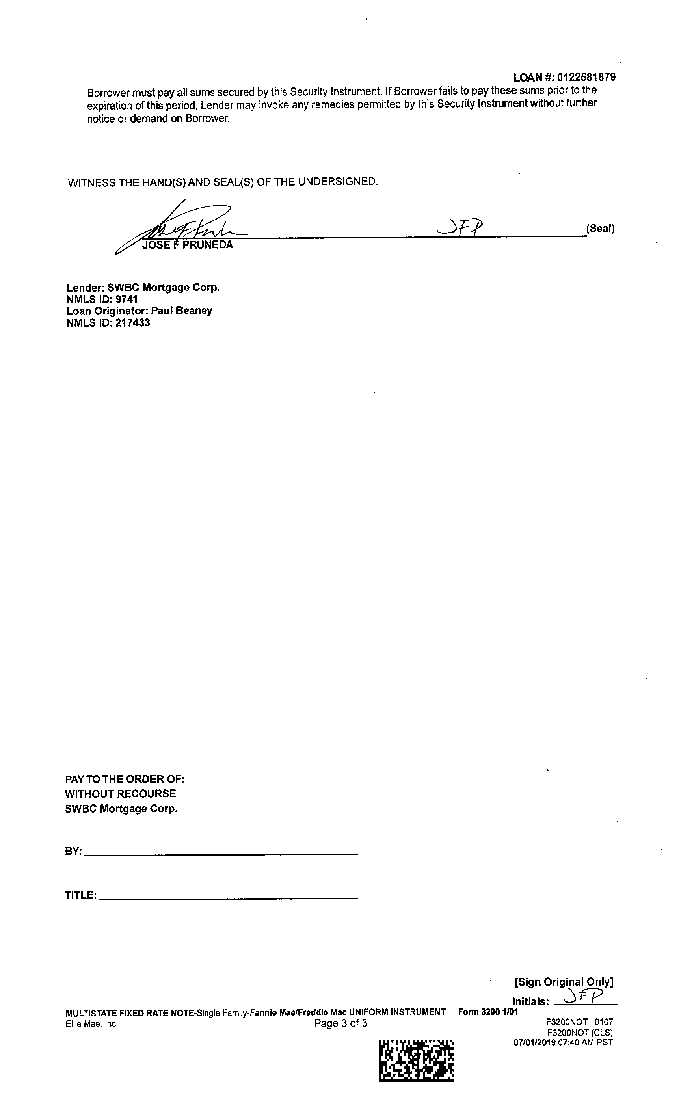 LOAN #: 0122581879
Borrower must pay all sums secured by this Security Instrument. If Borrower fails to pay these sums prior to the
expiration of this period, Lender may invoke any remedies permitted by this Security Instrument without further
notice or demand on Borrower.
WITNESS THE HAND(S) AND SEAL(S) OF THE UNDERSIGNED.
JFP (Seal)
JOSE F PRUNEDA
Lender: SWBC Mortgage Corp.
NMLS ID: 9741
Loan Originator: Paul Beaney
NMLS ID: 217433
PAY TO THE ORDER OF:
WITHOUT RECOURSE
SWBC Mortgage Corp.
BY:
TITLE:
[Sign Original Only]
Initials: JFP
MULTISTATE FIXED RATE NOTE-Single Family-Fannie Mae/Freddie Mac UNIFORM INSTRUMENT Form 3200 1/01
Ellie Mae, Inc. Page 3 of 3 F3200NOT 0107
F3200NOT (CLS)
07/01/2019 07:40 AM PST